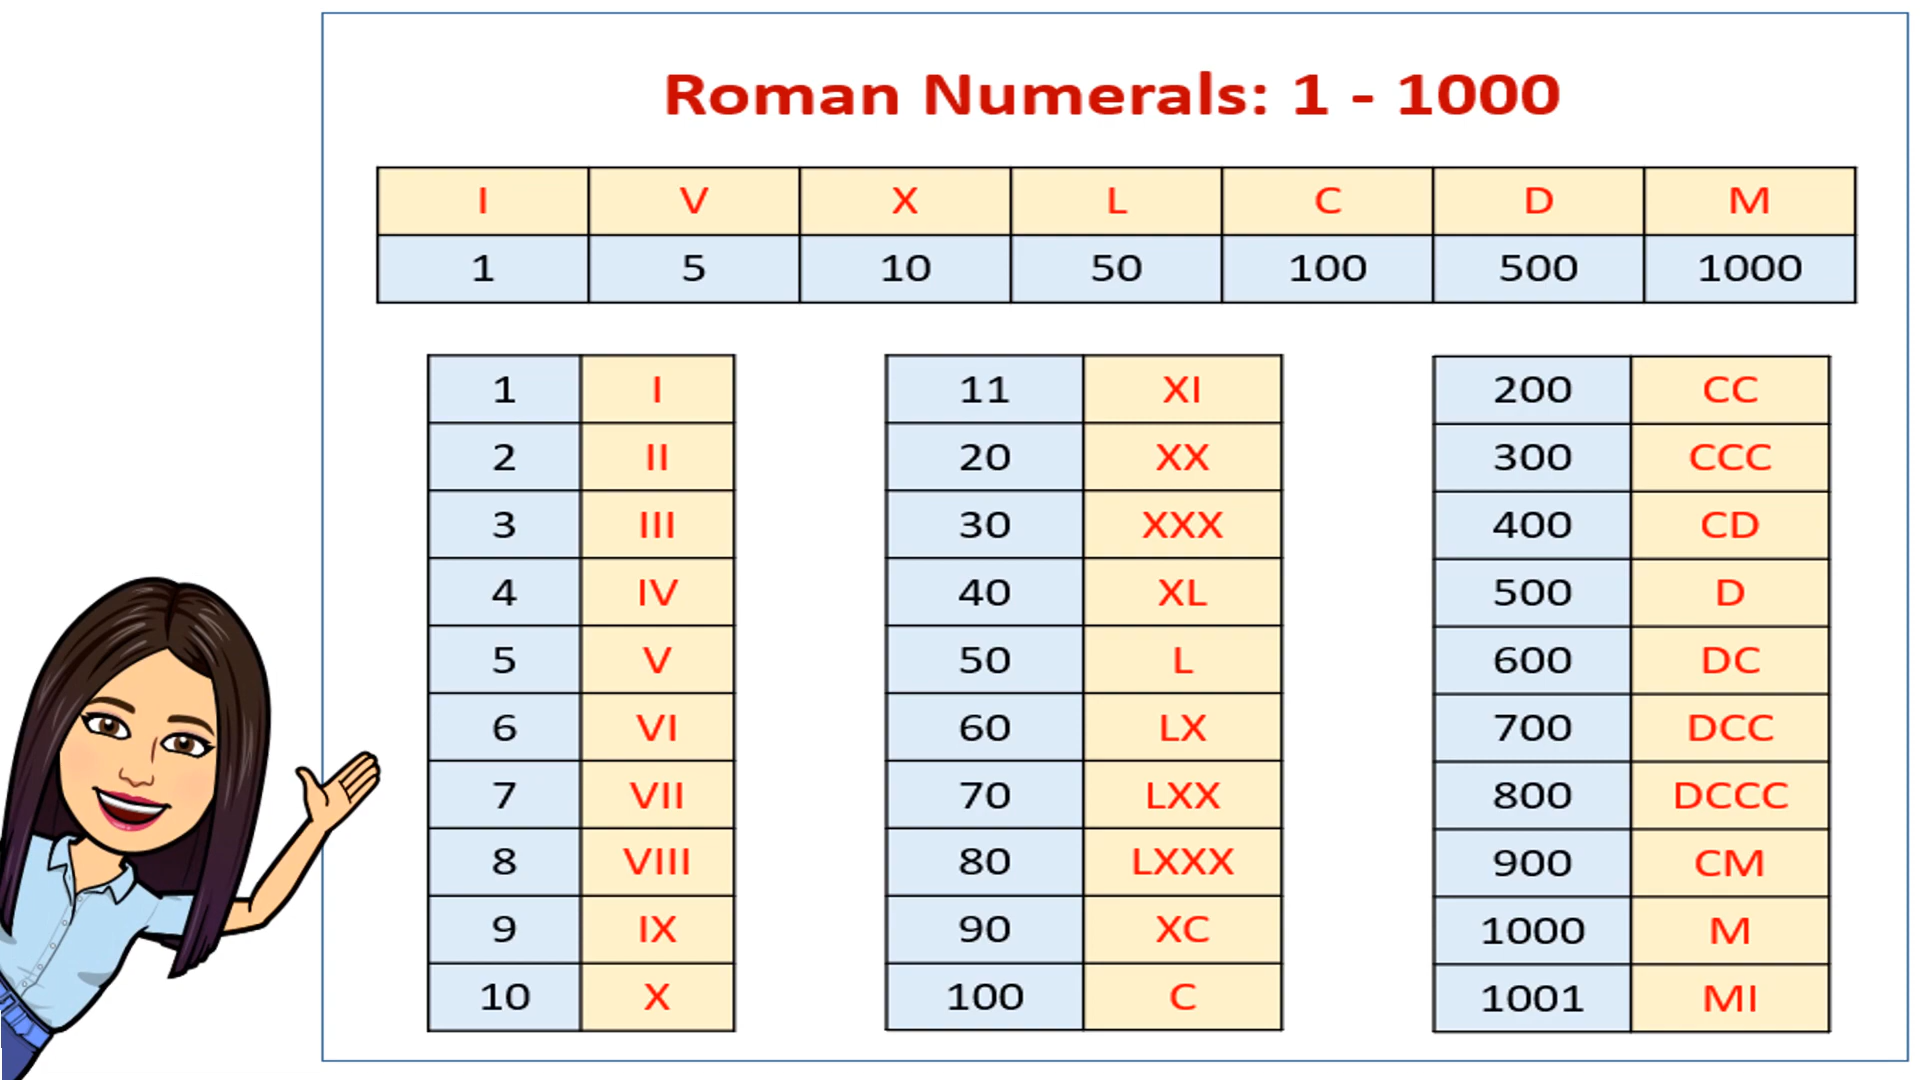 Roman Numerals: 1 - 1000
I V X L C D M
1 5 10 50 100 500 1000
1 I
2 II
3 III
4 IV
5 V
6 VI
7 VII
8 VIII
9 IX
10 X
11 XI
20 XX
30 XXX
40 XL
50 L
60 LX
70 LXX
80 LXXX
90 XC
100 C
200 CC
300 CCC
400 CD
500 D
600 DC
700 DCC
800 DCCC
900 CM
1000 M
1001 MI